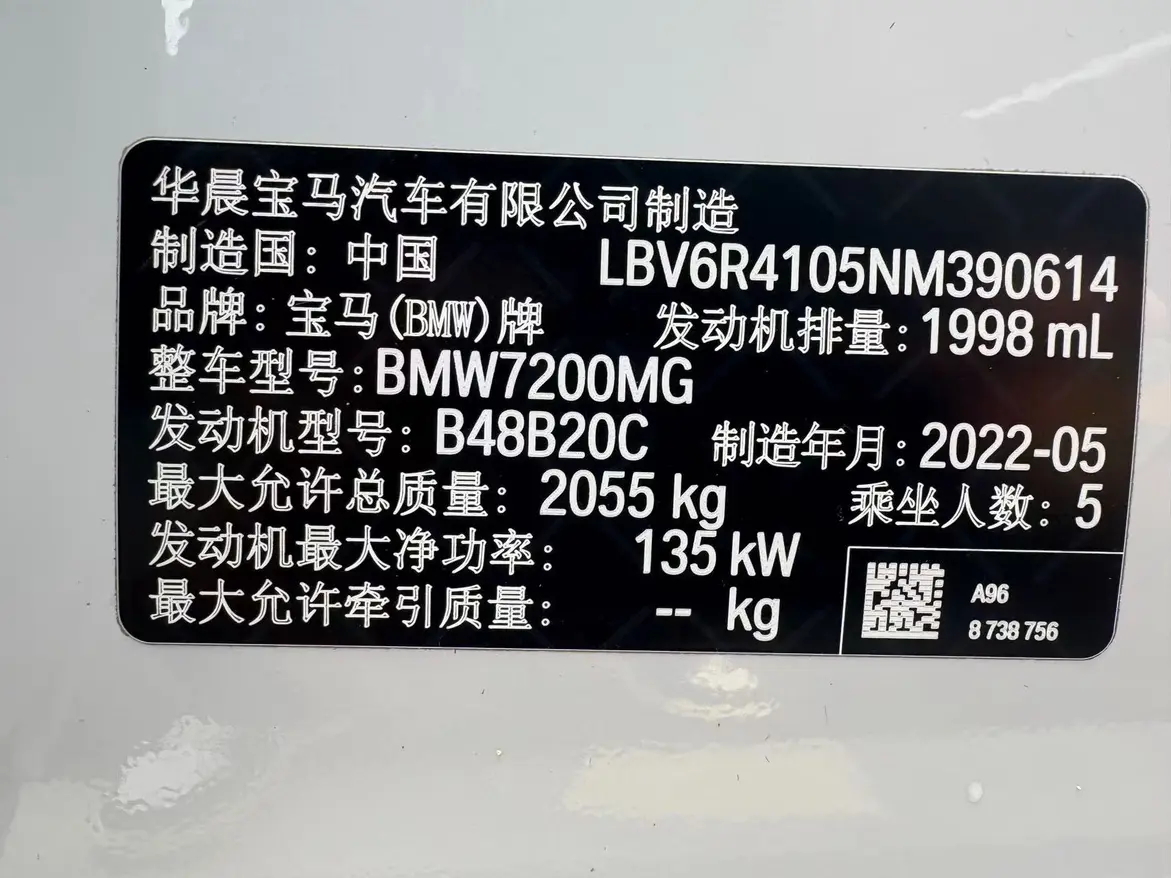 华晨宝马汽车有限公司制造
制造国：中国 LBV6R4105NM390614
品牌：宝马(BMW)牌 发动机排量：1998 mL
整车型号：BMW7200MG
发动机型号：B48B20C 制造年月：2022-05
最大允许总质量：2055 kg 乘坐人数：5
发动机最大净功率：135 kW
最大允许牵引质量：-- kg
A96
8 738 756